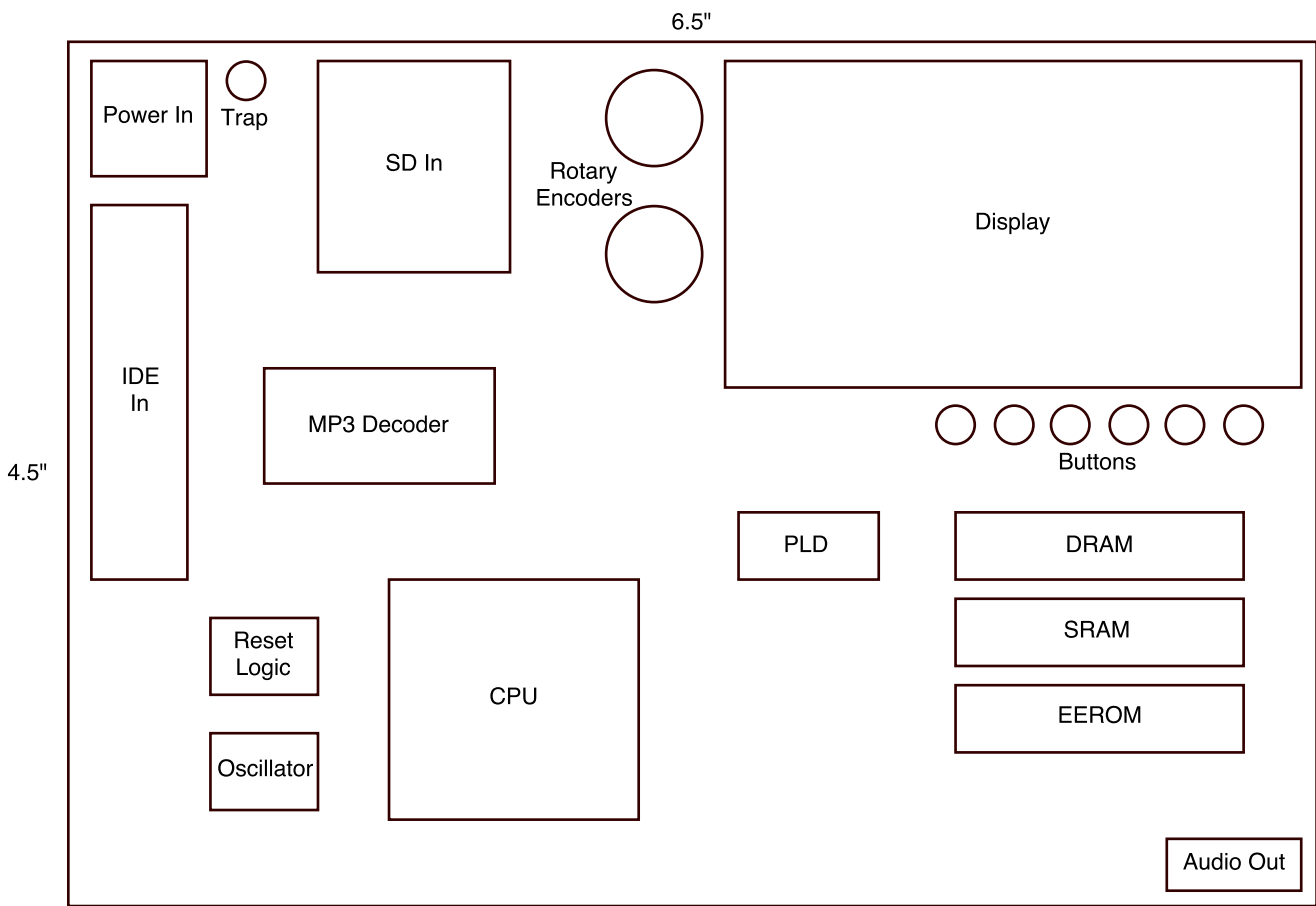 6.5"
Power In
Trap
SD In
Rotary
Encoders
Display
IDE
In
MP3 Decoder
Buttons
4.5"
PLD
DRAM
Reset
Logic
SRAM
CPU
EEROM
Oscillator
Audio Out